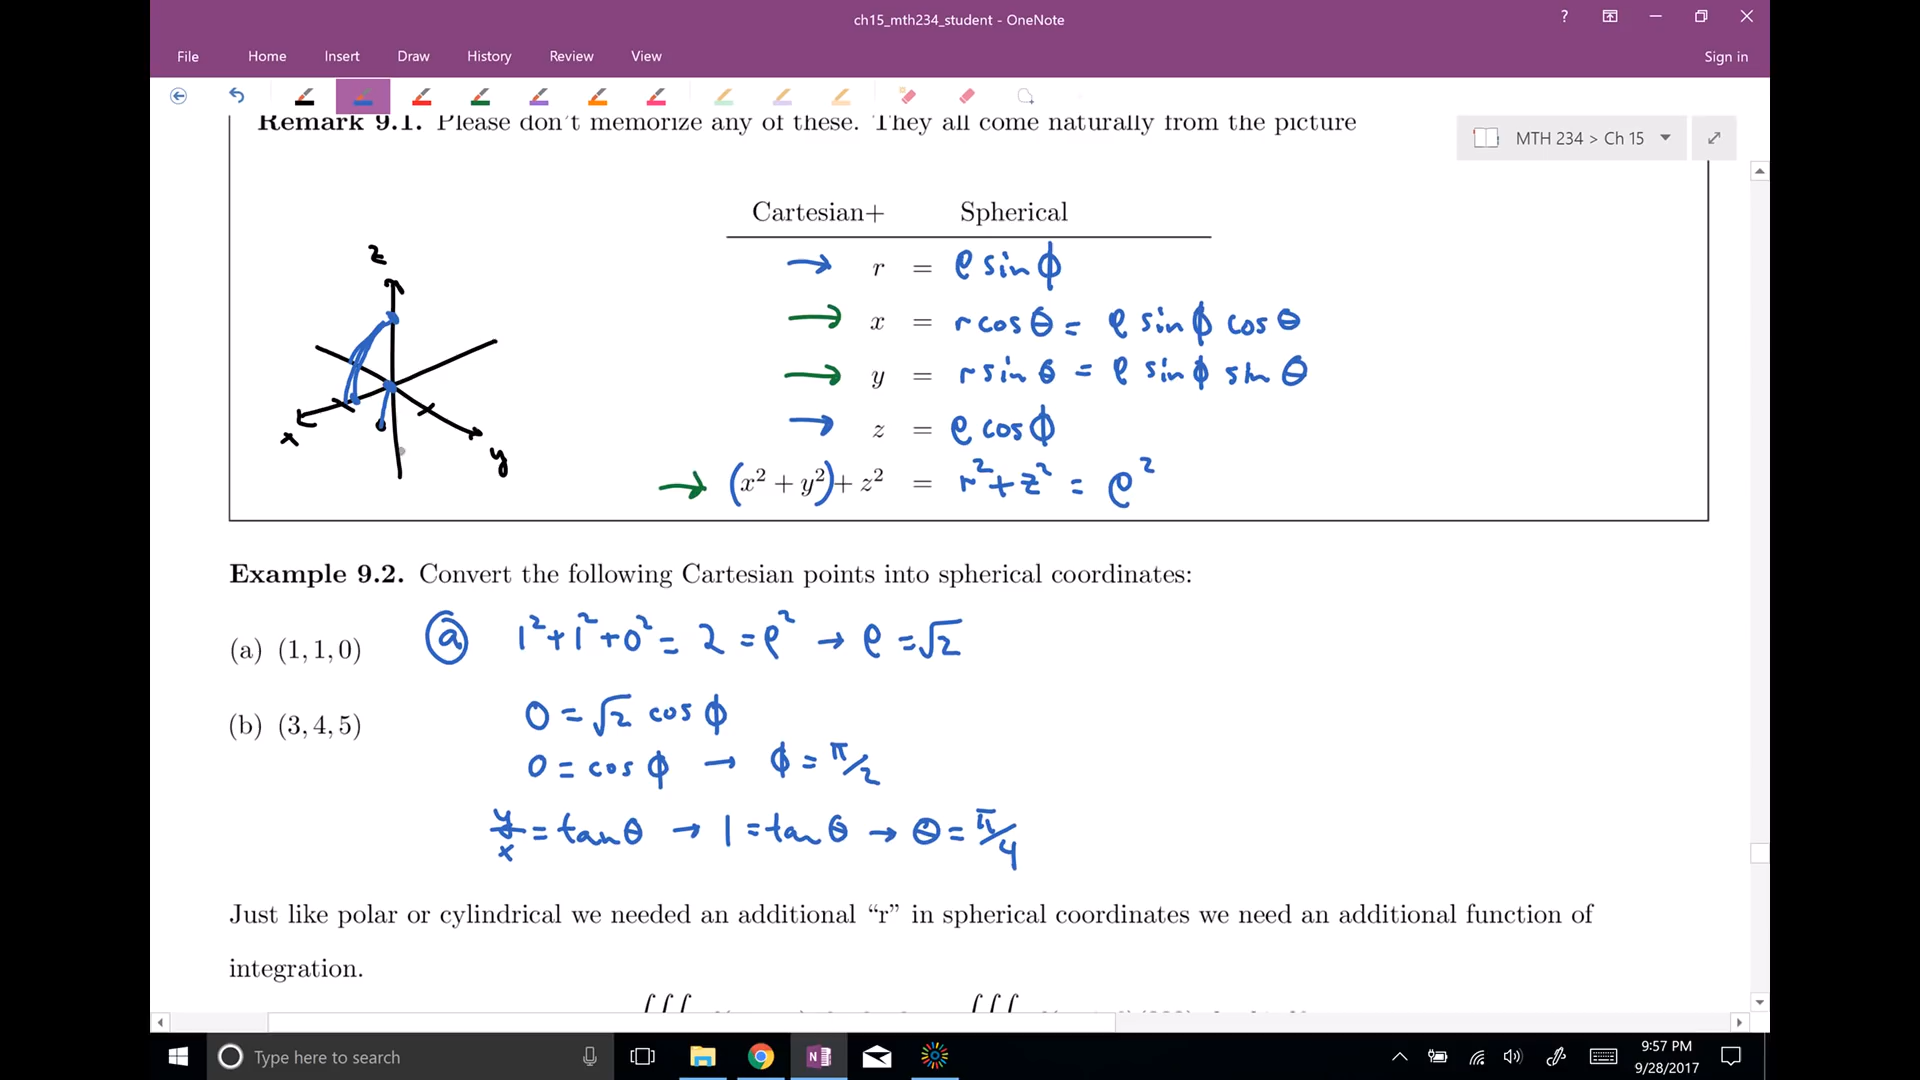 ch15_mth234_student - OneNote
?
File Home Insert Draw History Review View Sign in
MTH 234 > Ch 15
Remark 9.1. Please don't memorize any of these. They all come naturally from the picture
Cartesian+ Spherical
z
x
y
→ r = ρ sin ϕ
→ x = r cos θ = ρ sin ϕ cos θ
→ y = r sin θ = ρ sin ϕ sin θ
→ z = ρ cos ϕ
→ (x² + y²) + z² = r² + z² = ρ²
Example 9.2. Convert the following Cartesian points into spherical coordinates:
(a) (1, 1, 0)
(b) (3, 4, 5)
ⓐ 1² + 1² + 0² = 2 = ρ² → ρ = √2
0 = √2 cos ϕ
0 = cos ϕ → ϕ = π/2
y/x = tan θ → 1 = tan θ → θ = π/4
Just like polar or cylindrical we needed an additional “r” in spherical coordinates we need an additional function of
integration.
∭ ∭
Type here to search
9:57 PM
9/28/2017